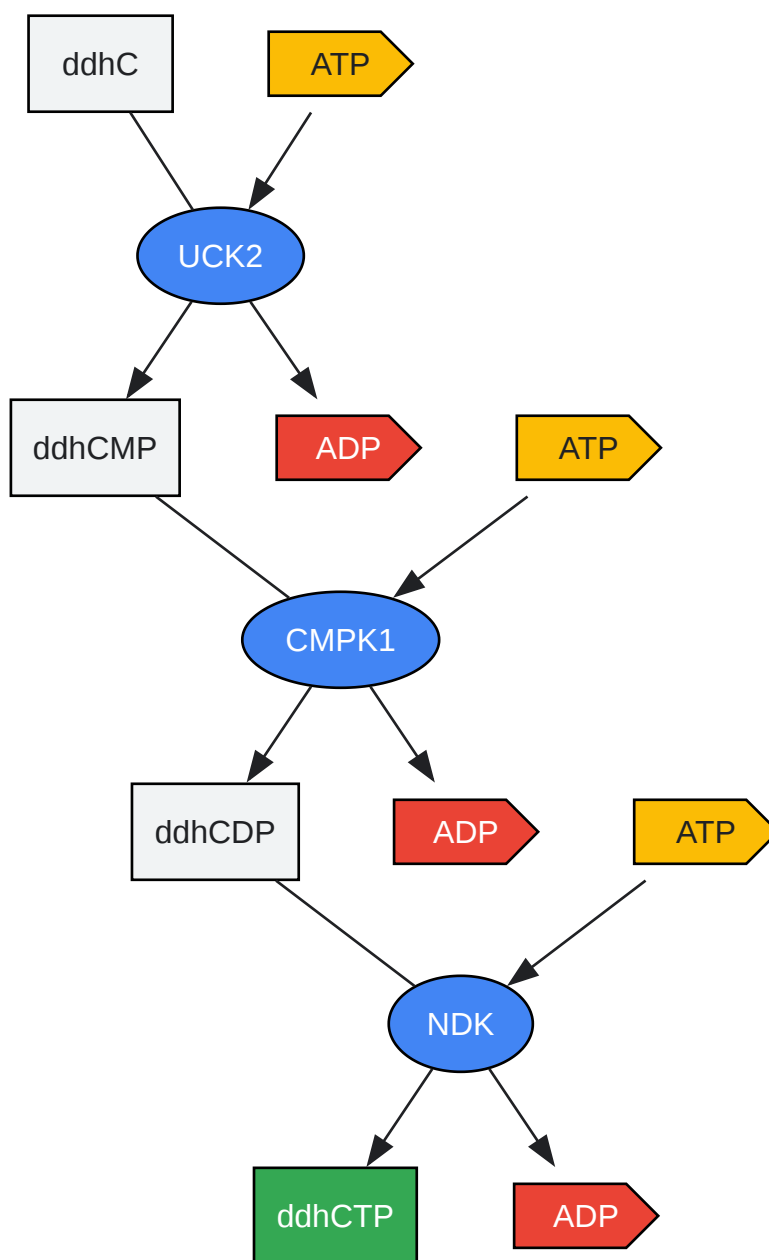 ddhC
ATP
UCK2
ddhCMP
ADP
ATP
CMPK1
ddhCDP
ADP
ATP
NDK
ddhCTP
ADP